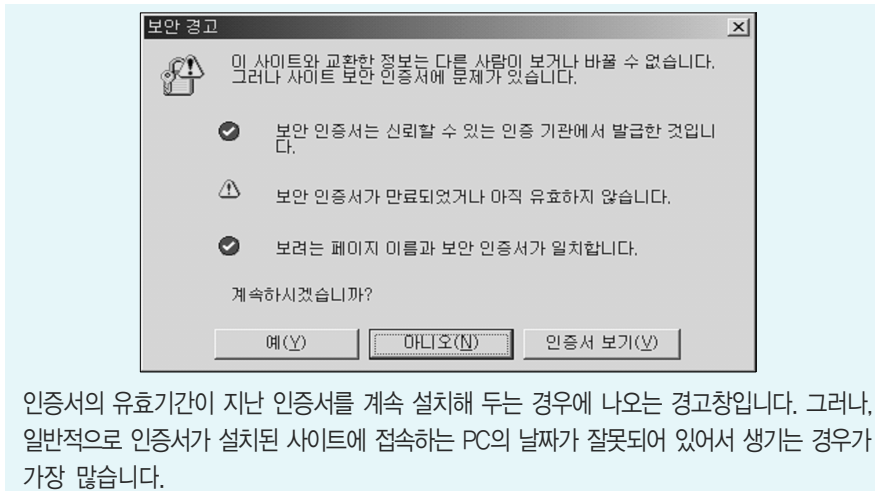 보안 경고
이 사이트와 교환한 정보는 다른 사람이 보거나 바꿀 수 없습니다.
그러나 사이트 보안 인증서에 문제가 있습니다.
보안 인증서는 신뢰할 수 있는 인증 기관에서 발급한 것입니
다.
보안 인증서가 만료되었거나 아직 유효하지 않습니다.
보려는 페이지 이름과 보안 인증서가 일치합니다.
계속하시겠습니까?
예(Y) 아니오(N) 인증서 보기(V)
인증서의 유효기간이 지난 인증서를 계속 설치해 두는 경우에 나오는 경고창입니다. 그러나,
일반적으로 인증서가 설치된 사이트에 접속하는 PC의 날짜가 잘못되어 있어서 생기는 경우가
가장 많습니다.